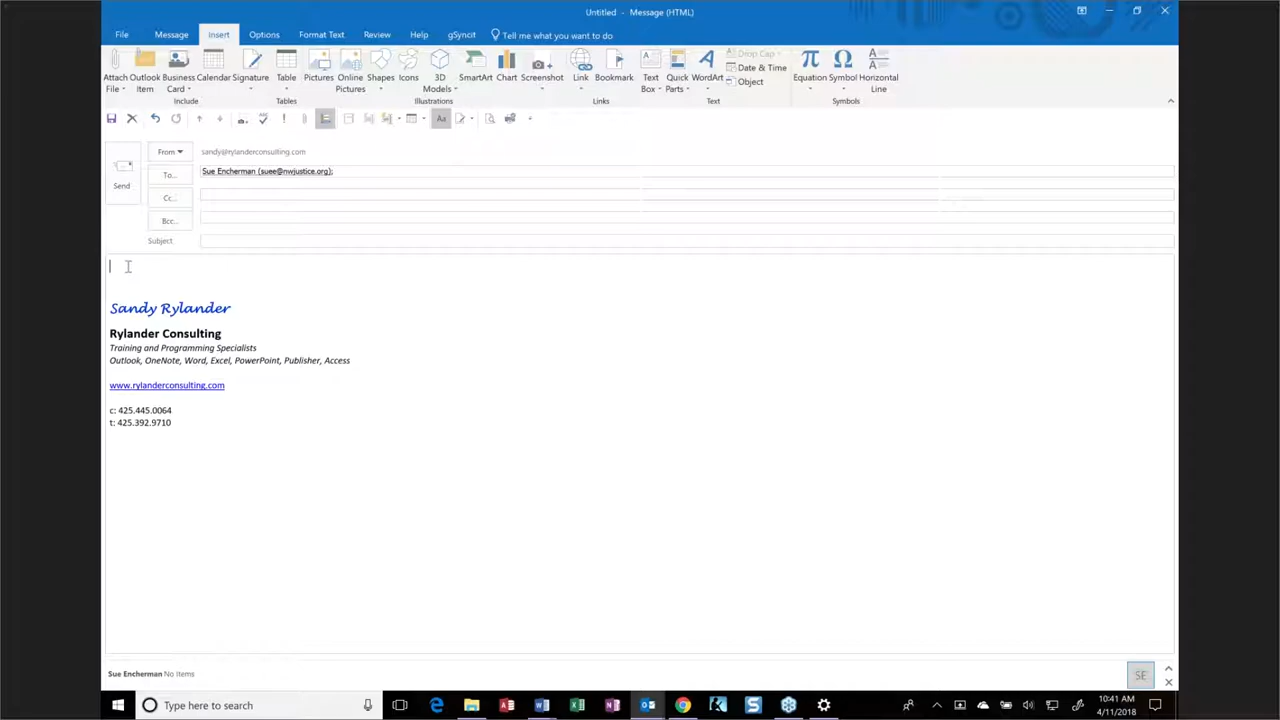 Untitled - Message (HTML)
File Message Insert Options Format Text Review Help gSyncit Tell me what you want to do
Attach File Outlook Item Business Card Calendar Signature Table Pictures Online Pictures Shapes Icons 3D Models SmartArt Chart Screenshot Link Bookmark Text Box Quick Parts WordArt Drop Cap Equation Symbol Horizontal Line
Date & Time
Object
Include Tables Illustrations Links Text Symbols
Aa
From sandy@rylanderconsulting.com
To... Sue Encherman (suee@nwjustice.org);
Send
Cc...
Bcc...
Subject
Sandy Rylander
Rylander Consulting
Training and Programming Specialists
Outlook, OneNote, Word, Excel, PowerPoint, Publisher, Access
www.rylanderconsulting.com
c: 425.445.0064
t: 425.392.9710
Sue Encherman No Items
SE
Type here to search
10:41 AM
4/11/2018